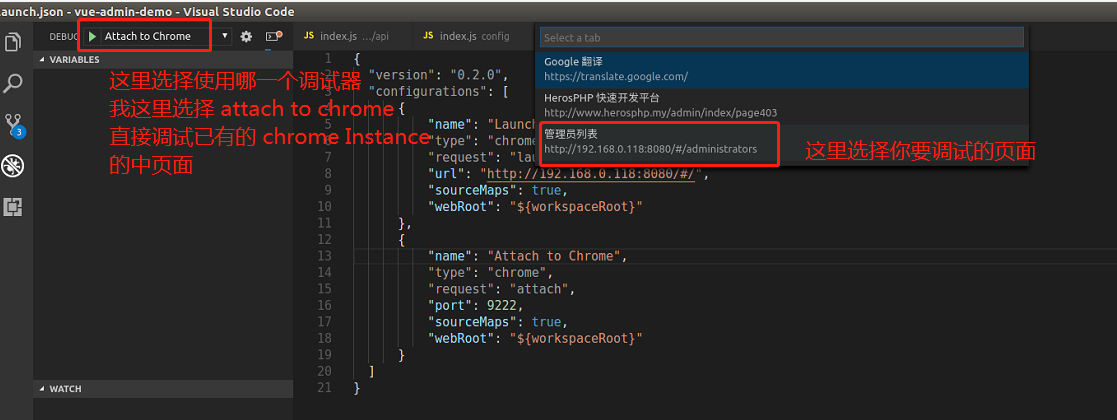 launch.json - vue-admin-demo - Visual Studio Code
DEBUG
Attach to Chrome
JS index.js .../api
JS index.js config
Select a tab
Google 翻译
https://translate.google.com/
HerosPHP 快速开发平台
http://www.herosphp.my/admin/index/page403
管理员列表
http://192.168.0.118:8080/#/administrators
这里选择你要调试的页面
VARIABLES
这里选择使用哪一个调试器
我这里选择 attach to chrome
直接调试已有的 chrome Instance
的中页面
3
1 {
2 "version": "0.2.0",
3 "configurations": [
4 {
5 "name": "Laun
6 "type": "chrome
7 "request": "lau
8 "url": "http://192.168.0.118:8080/#/",
9 "sourceMaps": true,
10 "webRoot": "${workspaceRoot}"
11 },
12 {
13 "name": "Attach to Chrome",
14 "type": "chrome",
15 "request": "attach",
16 "port": 9222,
17 "sourceMaps": true,
18 "webRoot": "${workspaceRoot}"
19 }
20 ]
21 }
WATCH